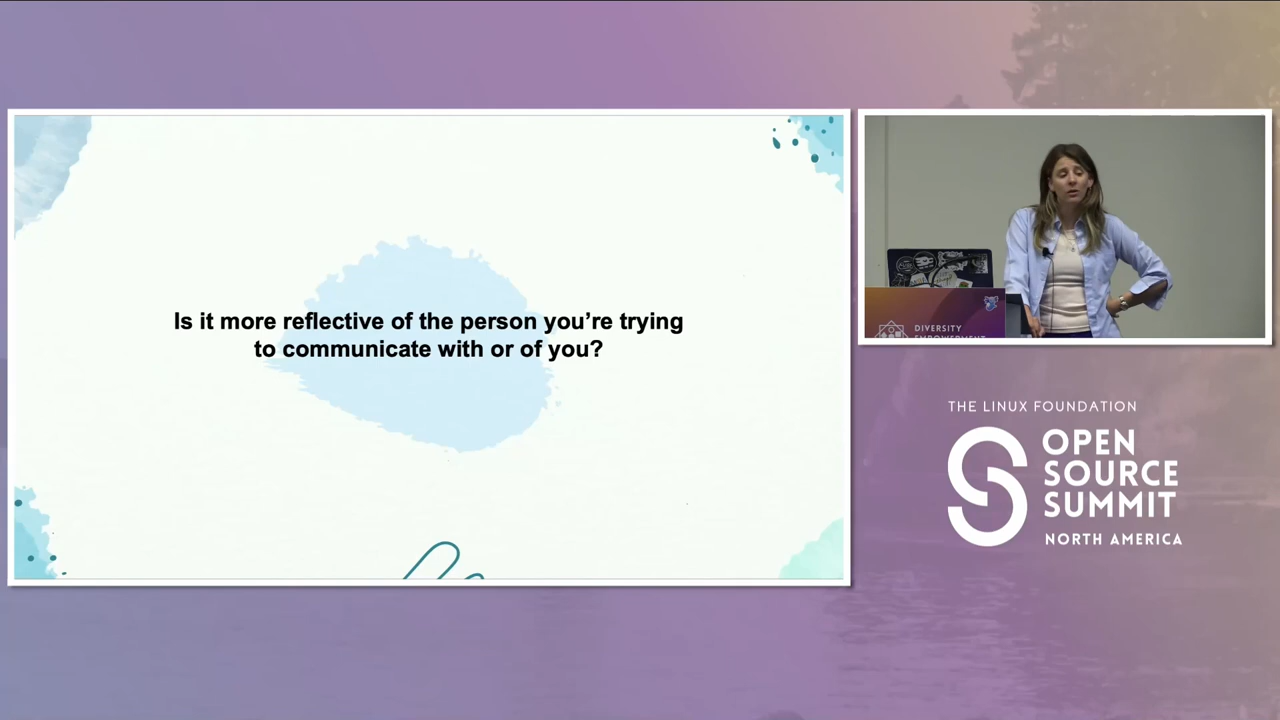 Is it more reflective of the person you're trying
to communicate with or of you?
DIVERSITY
EMPOWERMENT
THE LINUX FOUNDATION
OPEN
SOURCE
SUMMIT
NORTH AMERICA